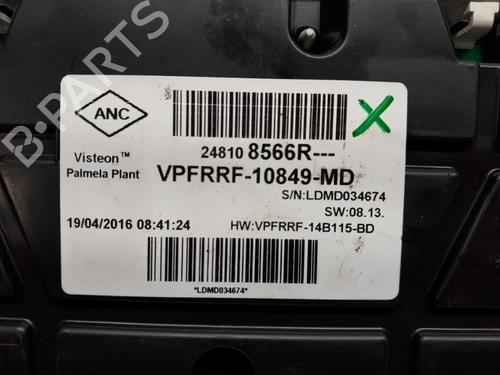 B-PARTS
ANC
Visteon™
Palmela Plant
24810 8566R---
VPFRRF-10849-MD
S/N:LDMD034674
SW:08.13.
19/04/2016 08:41:24
HW:VPFRRF-14B115-BD
*LDMD034674*